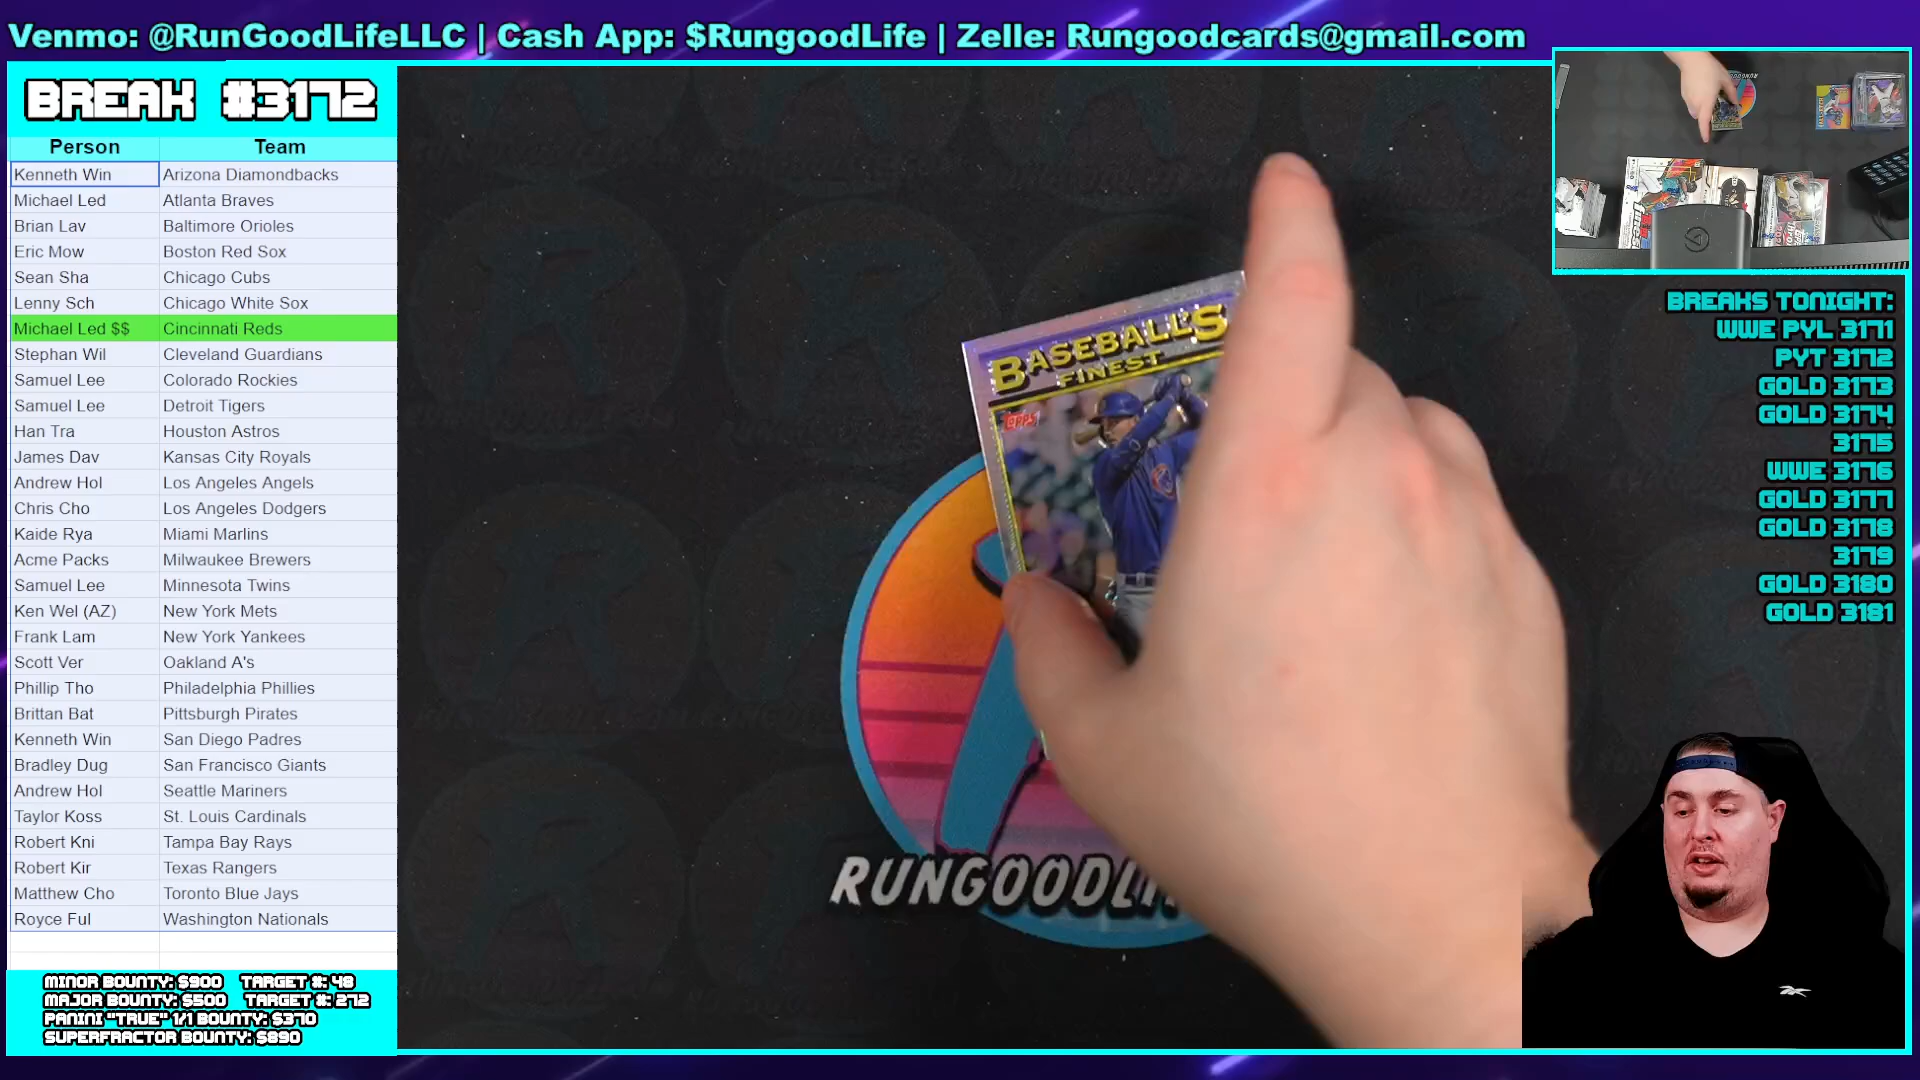 Venmo: @RunGoodLifeLLC | Cash App: $RungoodLife | Zelle: Rungoodcards@gmail.com
BREAK #3172
Person Team
Kenneth Win Arizona Diamondbacks
Michael Led Atlanta Braves
Brian Lav Baltimore Orioles
Eric Mow Boston Red Sox
Sean Sha Chicago Cubs
Lenny Sch Chicago White Sox
Michael Led $$ Cincinnati Reds
Stephan Wil Cleveland Guardians
Samuel Lee Colorado Rockies
Samuel Lee Detroit Tigers
Han Tra Houston Astros
James Dav Kansas City Royals
Andrew Hol Los Angeles Angels
Chris Cho Los Angeles Dodgers
Kaide Rya Miami Marlins
Acme Packs Milwaukee Brewers
Samuel Lee Minnesota Twins
Ken Wel (AZ) New York Mets
Frank Lam New York Yankees
Scott Ver Oakland A's
Phillip Tho Philadelphia Phillies
Brittan Bat Pittsburgh Pirates
Kenneth Win San Diego Padres
Bradley Dug San Francisco Giants
Andrew Hol Seattle Mariners
Taylor Koss St. Louis Cardinals
Robert Kni Tampa Bay Rays
Robert Kir Texas Rangers
Matthew Cho Toronto Blue Jays
Royce Ful Washington Nationals
MINOR BOUNTY: $900 TARGET #: 48
MAJOR BOUNTY: $500 TARGET #: 272
PANINI "TRUE" 1/1 BOUNTY: $370
SUPERFRACTOR BOUNTY: $890
BASEBALL'S
FINEST
TOPPS
RUNGOODLI
BREAKS TONIGHT:
WWE PYL 3171
PYT 3172
GOLD 3173
GOLD 3174
3175
WWE 3176
GOLD 3177
GOLD 3178
3179
GOLD 3180
GOLD 3181